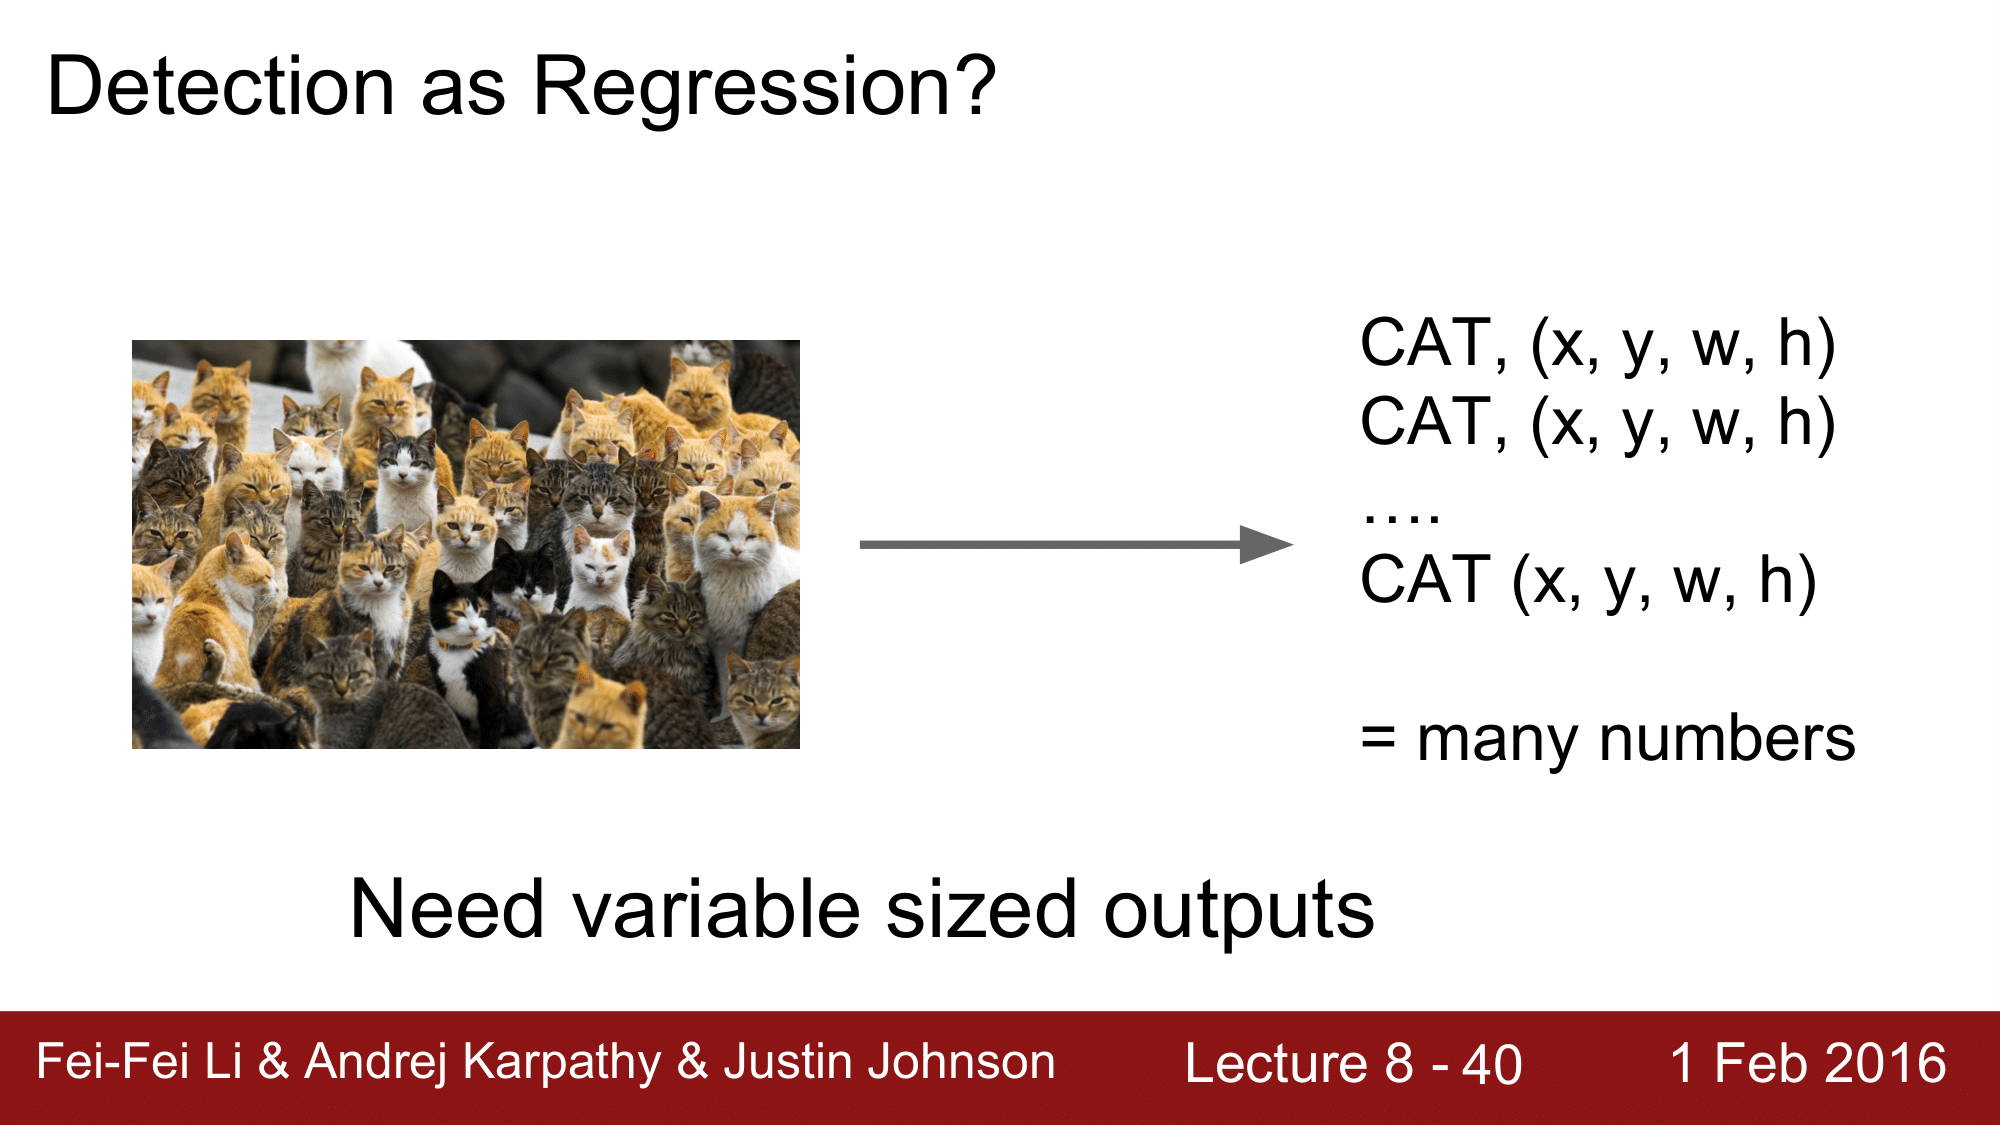 Detection as Regression?
CAT, (x, y, w, h)
CAT, (x, y, w, h)
….
CAT (x, y, w, h)
= many numbers
Need variable sized outputs
Fei-Fei Li & Andrej Karpathy & Justin Johnson
Lecture 8 - 40
1 Feb 2016